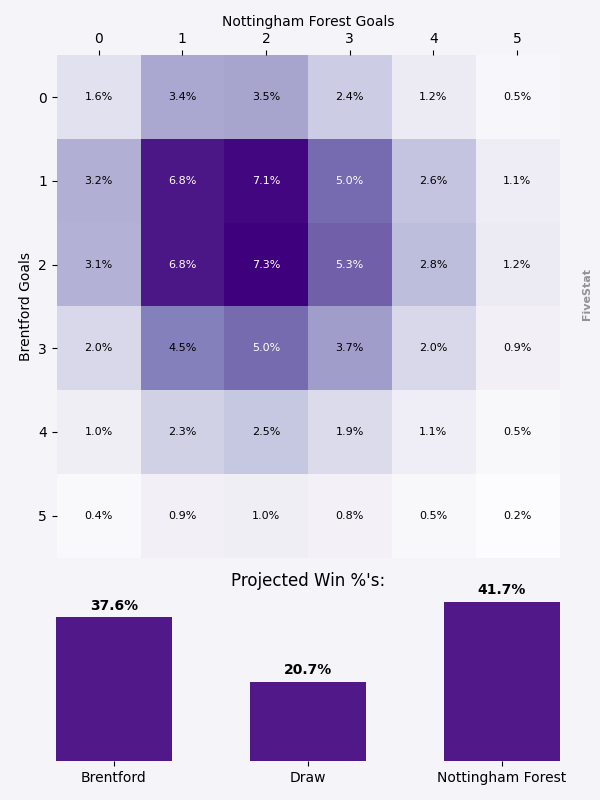 Nottingham Forest Goals
0 1 2 3 4 5
0 1.6% 3.4% 3.5% 2.4% 1.2% 0.5%
1 3.2% 6.8% 7.1% 5.0% 2.6% 1.1%
2 3.1% 6.8% 7.3% 5.3% 2.8% 1.2%
3 2.0% 4.5% 5.0% 3.7% 2.0% 0.9%
4 1.0% 2.3% 2.5% 1.9% 1.1% 0.5%
5 0.4% 0.9% 1.0% 0.8% 0.5% 0.2%
Brentford Goals
FiveStat
Projected Win %'s:
37.6% 20.7% 41.7%
Brentford Draw Nottingham Forest